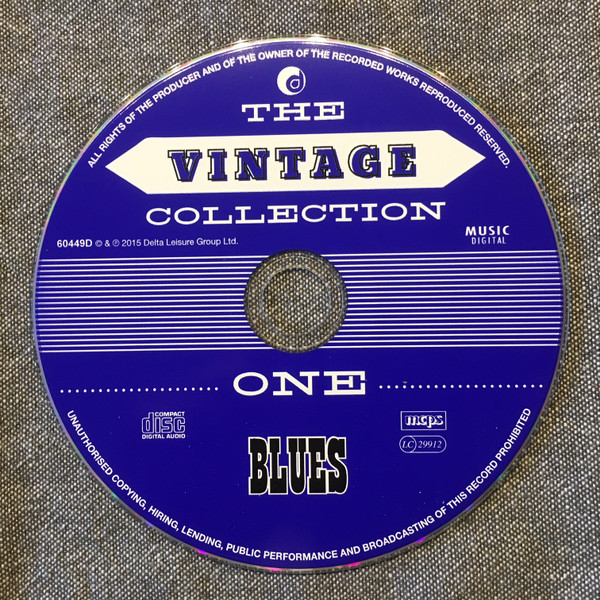 ALL RIGHTS OF THE PRODUCER AND OF THE OWNER OF THE RECORDED WORKS REPRODUCED RESERVED.
d
THE
VINTAGE
COLLECTION
60449D © & ℗ 2015 Delta Leisure Group Ltd.
MUSIC
DIGITAL
ONE
COMPACT
disc
DIGITAL AUDIO
mcps
LC 29912
BLUES
UNAUTHORISED COPYING, HIRING, LENDING, PUBLIC PERFORMANCE AND BROADCASTING OF THIS RECORD PROHIBITED